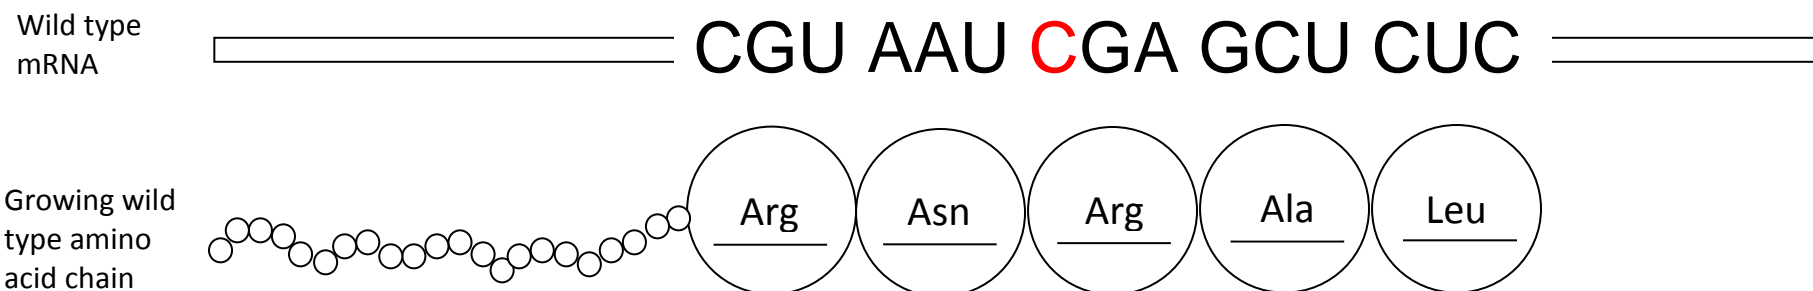 Wild type
mRNA
CGU AAU CGA GCU CUC
Growing wild
type amino
acid chain
Arg Asn Arg Ala Leu